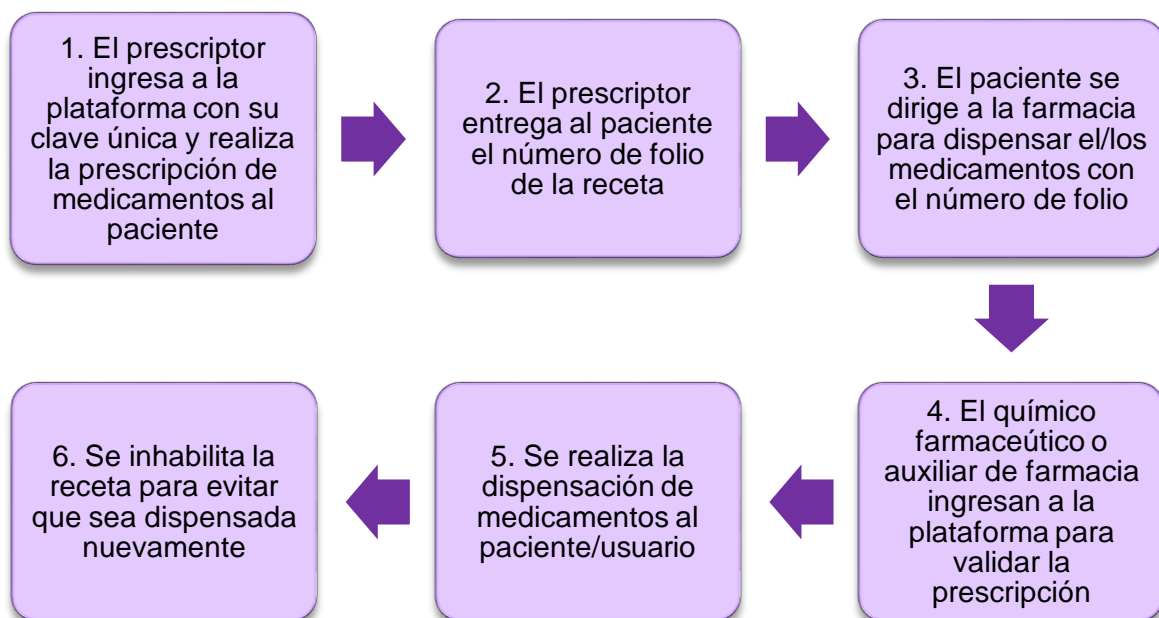 1. El prescriptor
ingresa a la
plataforma con su
clave única y realiza
la prescripción de
medicamentos al
paciente
2. El prescriptor
entrega al paciente
el número de folio
de la receta
3. El paciente se
dirige a la farmacia
para dispensar el/los
medicamentos con
el número de folio
4. El químico
farmaceútico o
auxiliar de farmacia
ingresan a la
plataforma para
validar la
prescripción
5. Se realiza la
dispensación de
medicamentos al
paciente/usuario
6. Se inhabilita la
receta para evitar
que sea dispensada
nuevamente